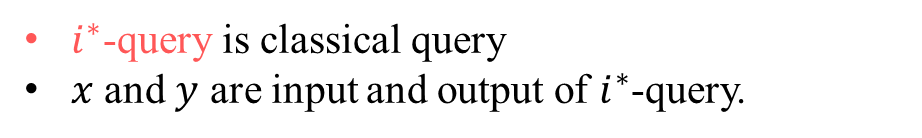 • i*-query is classical query
• x and y are input and output of i*-query.